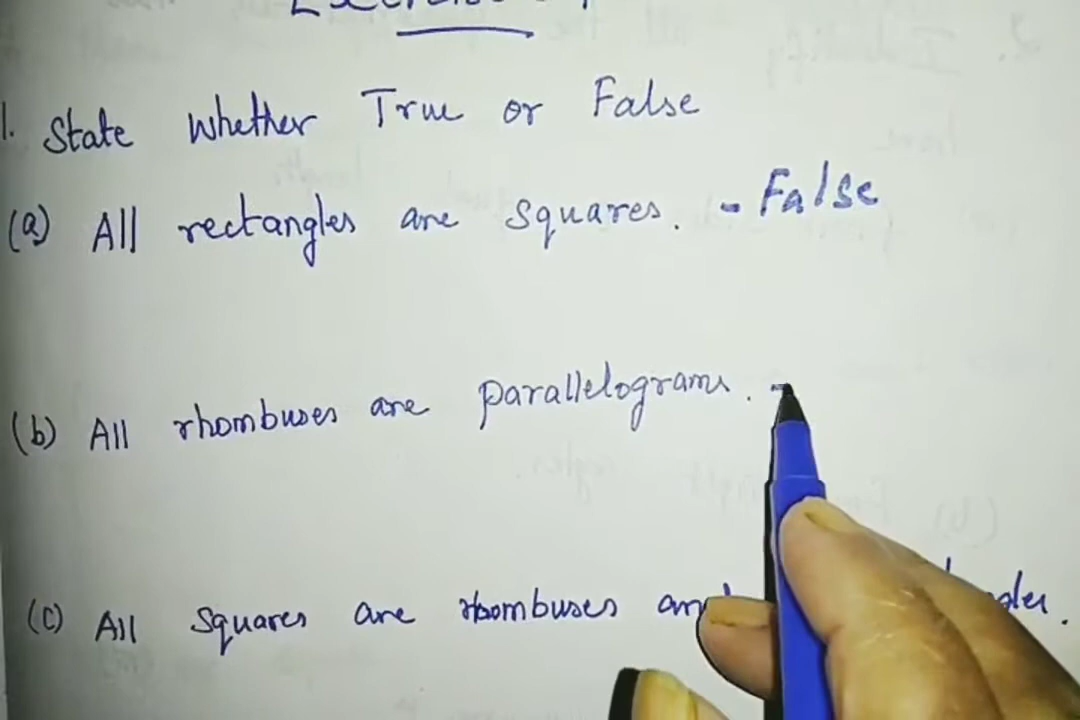 1. State whether True or False
(a) All rectangles are squares. - False
(b) All rhombuses are parallelograms. -
(c) All squares are rhombuses